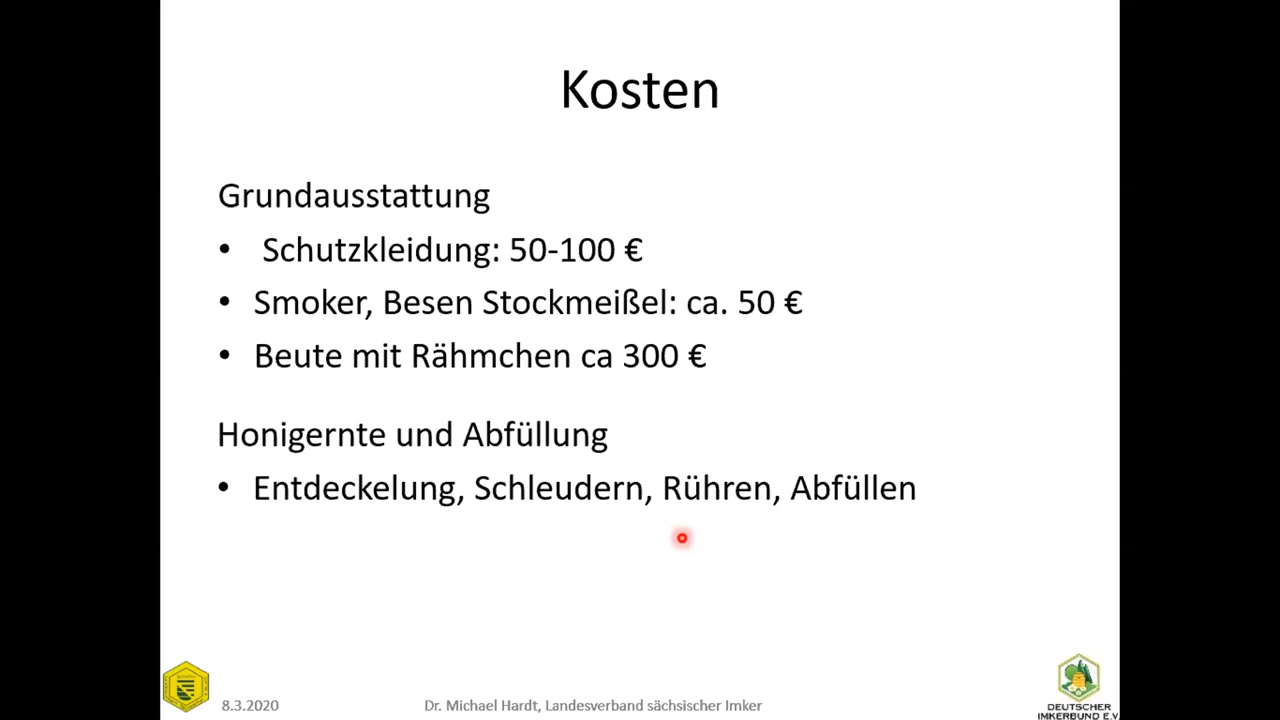 Kosten
Grundausstattung
• Schutzkleidung: 50-100 €
• Smoker, Besen Stockmeißel: ca. 50 €
• Beute mit Rähmchen ca 300 €
Honigernte und Abfüllung
• Entdeckelung, Schleudern, Rühren, Abfüllen
8.3.2020
Dr. Michael Hardt, Landesverband sächsischer Imker
DEUTSCHER
IMKERBUND E.V